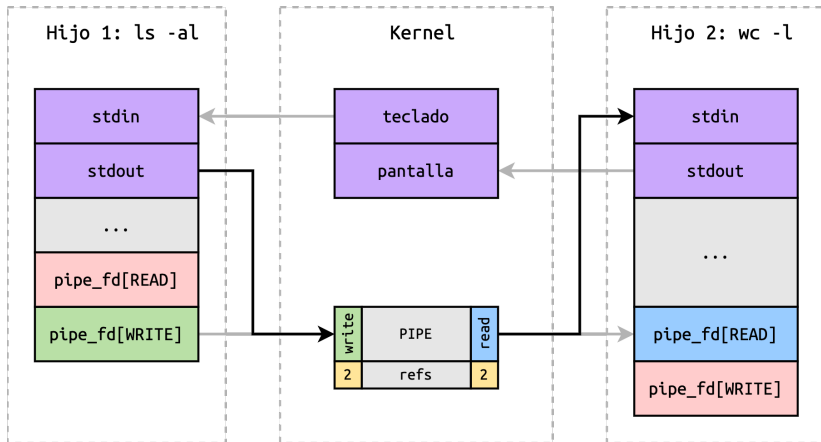 Hijo 1: ls -al
Kernel
Hijo 2: wc -l
stdin
teclado
stdin
stdout
pantalla
stdout
...
...
pipe_fd[READ]
pipe_fd[WRITE]
write
PIPE
read
pipe_fd[READ]
2
refs
2
pipe_fd[WRITE]